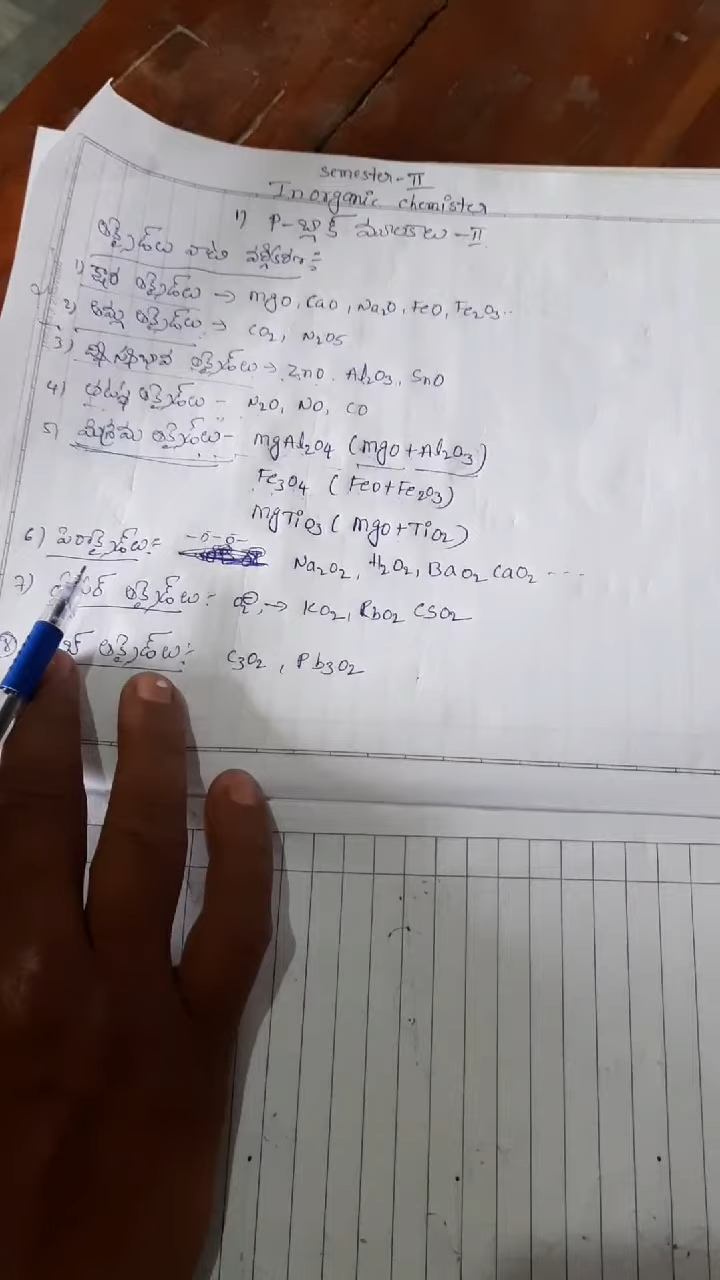 semester-II
Inorganic chemister
1) P-బ్లాక్ మూలకాలు -II
ఆక్సైడ్‌లు వాటి వర్గీకరణ:-
1) క్షార ఆక్సైడ్‌లు → MgO, CaO, Na2O, FeO, Fe2O3..
2) ఆమ్ల ఆక్సైడ్‌లు → CO2, N2O5
3) ద్విస్వభావ ఆక్సైడ్‌లు → ZnO, Al2O3, SnO
4) తటస్థ ఆక్సైడ్‌లు - N2O, NO, CO
5) మిశ్రమ ఆక్సైడ్‌లు- MgAl2O4 (MgO+Al2O3)
Fe3O4 (FeO+Fe2O3)
MgTiO3 (MgO+TiO2)
6) పెరాక్సైడ్‌లు:- -O-O- Na2O2, H2O2, BaO2 CaO2 ---
7) ఆక్సైడ్‌లు:- → KO2, RbO2 CsO2
8) ఆక్సైడ్‌లు:- C3O2, Pb3O2